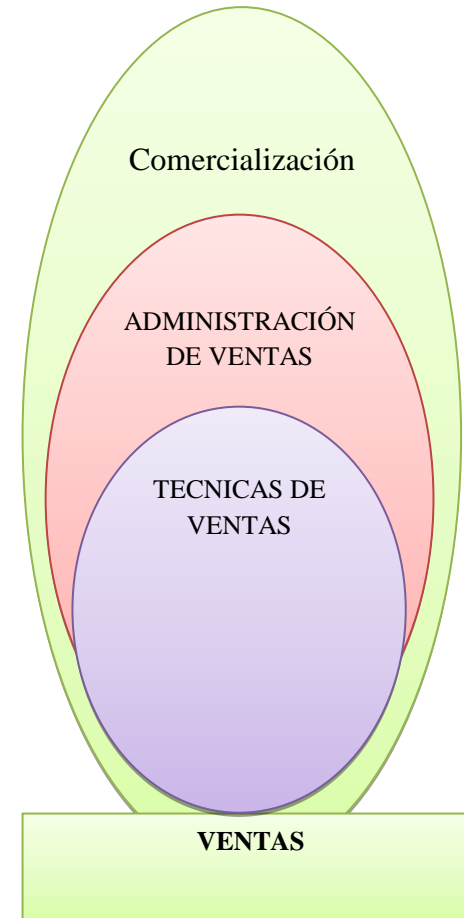 Comercialización
ADMINISTRACIÓN
DE VENTAS
TECNICAS DE
VENTAS
VENTAS